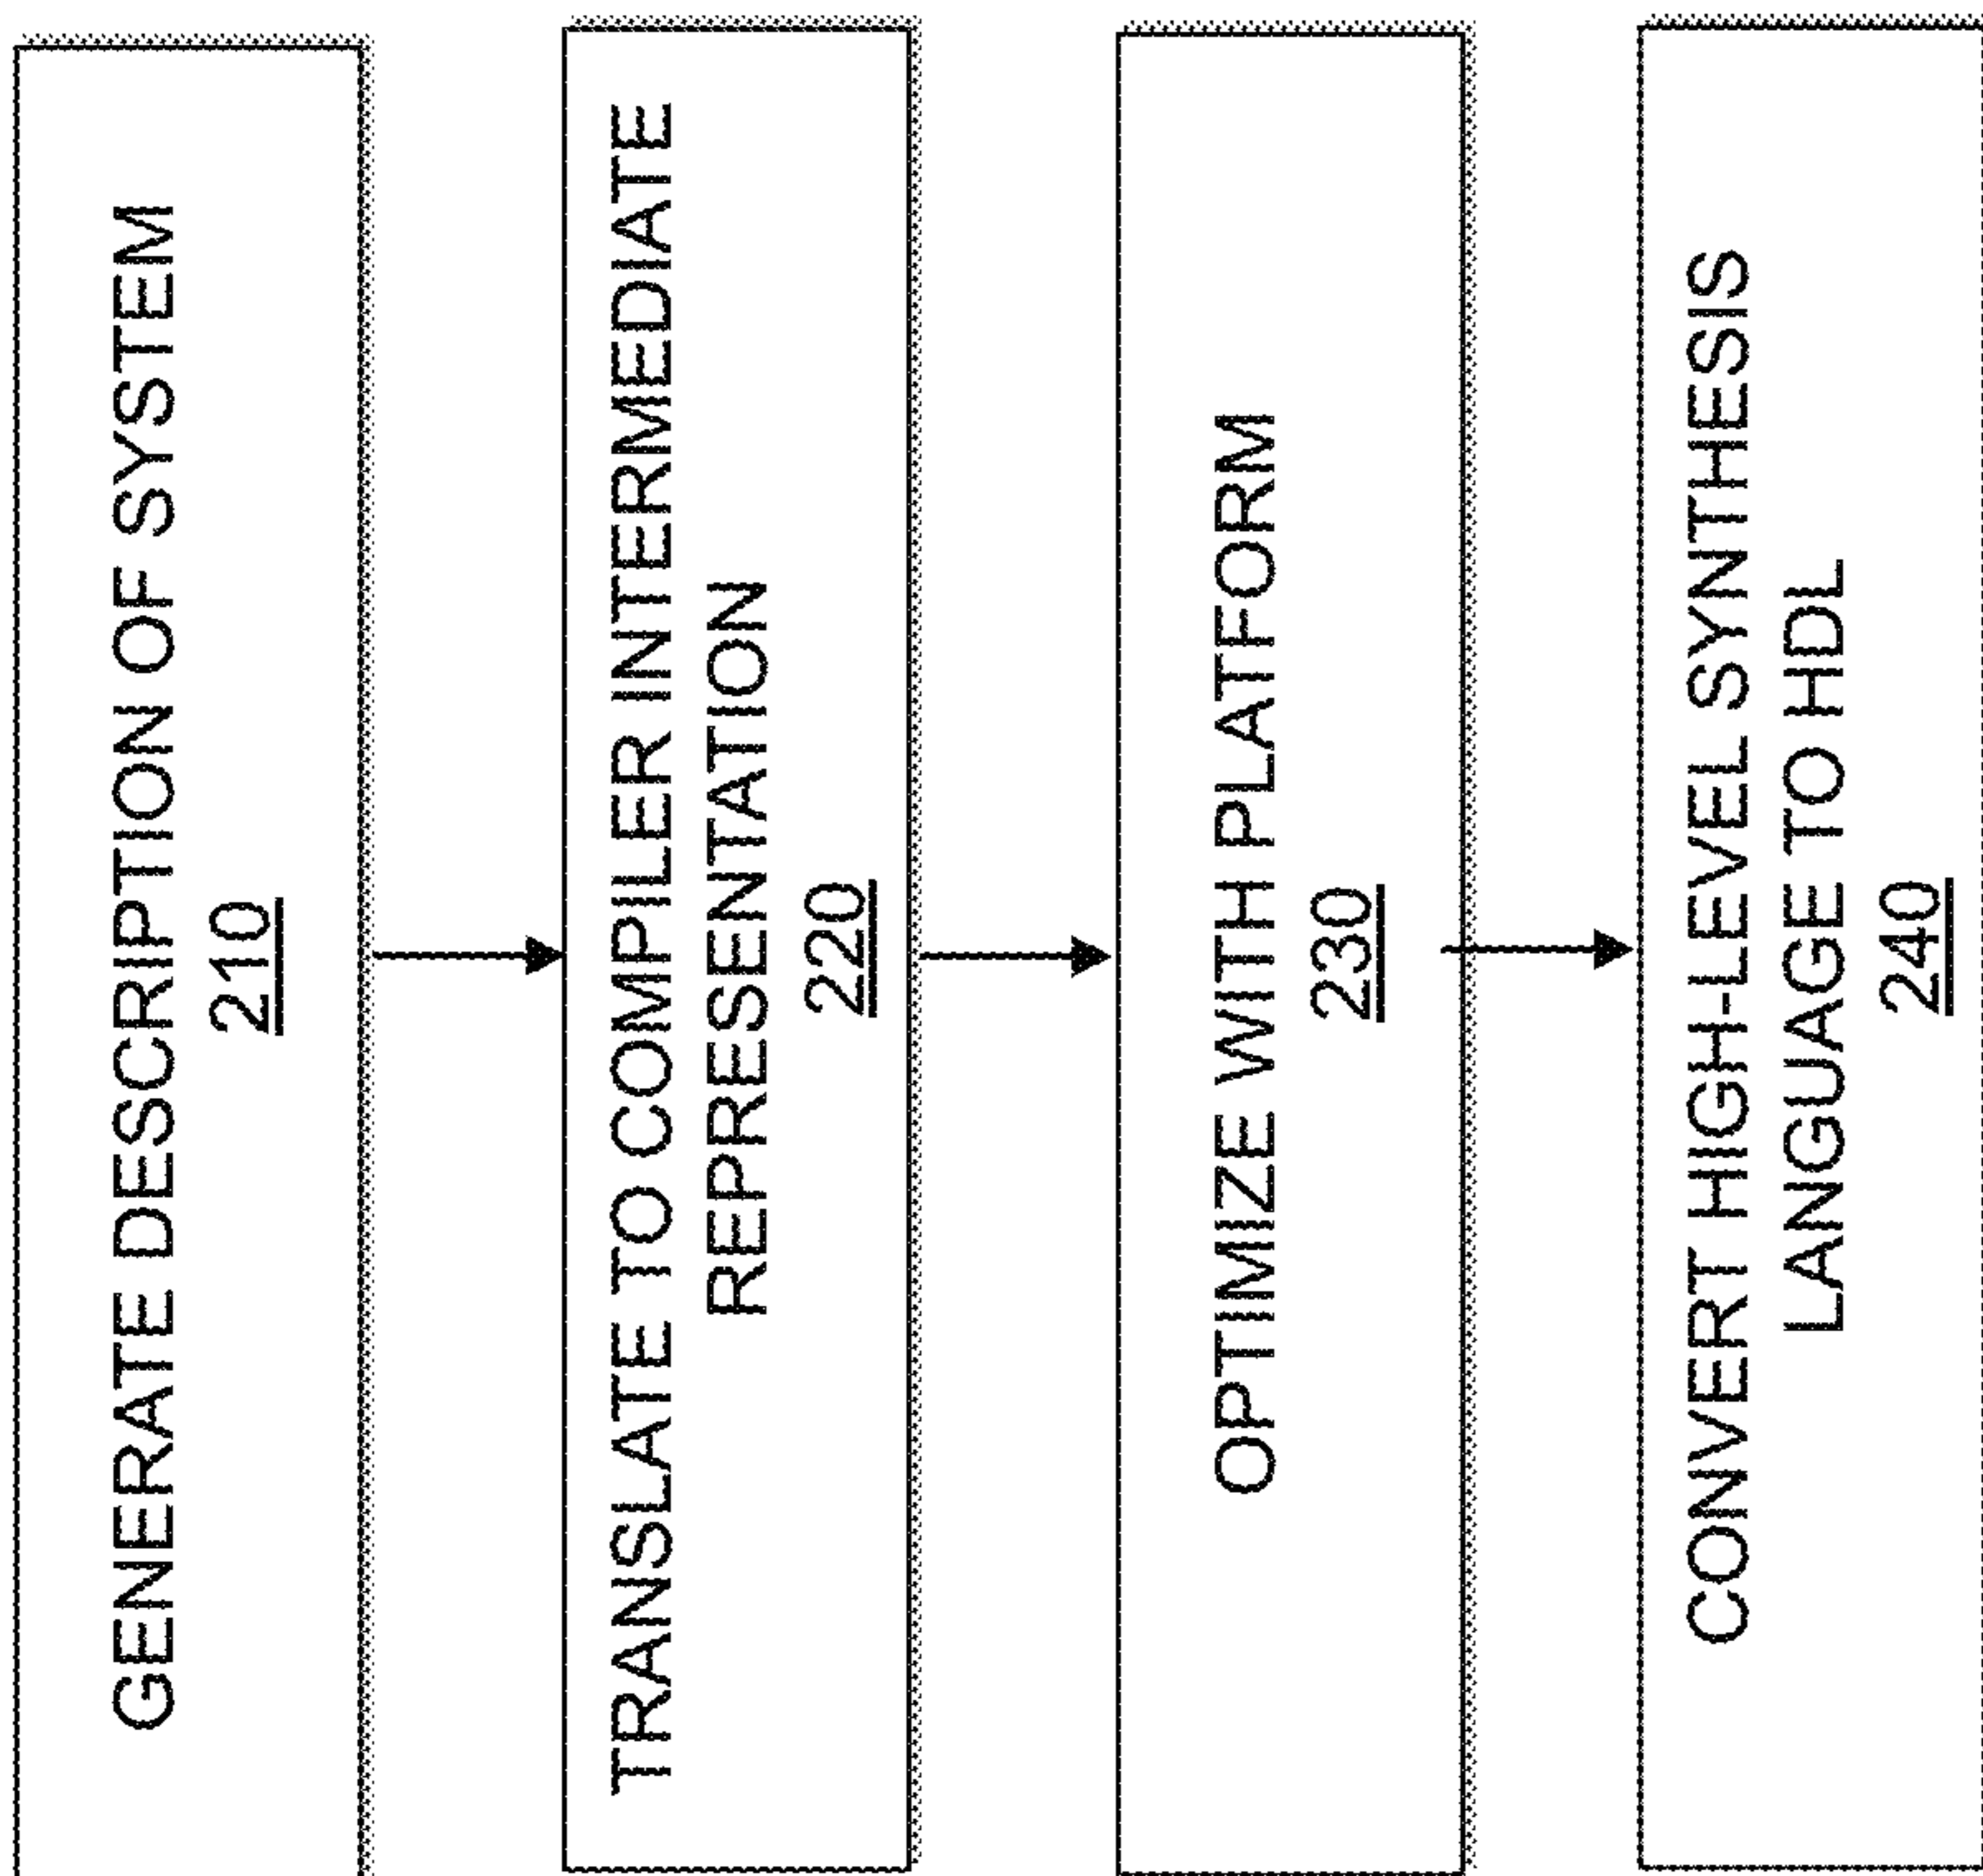 GENERATE DESCRIPTION OF SYSTEM
210
TRANSLATE TO COMPILER INTERMEDIATE
REPRESENTATION
220
OPTIMIZE WITH PLATFORM
230
CONVERT HIGH-LEVEL SYNTHESIS
LANGUAGE TO HDL
240